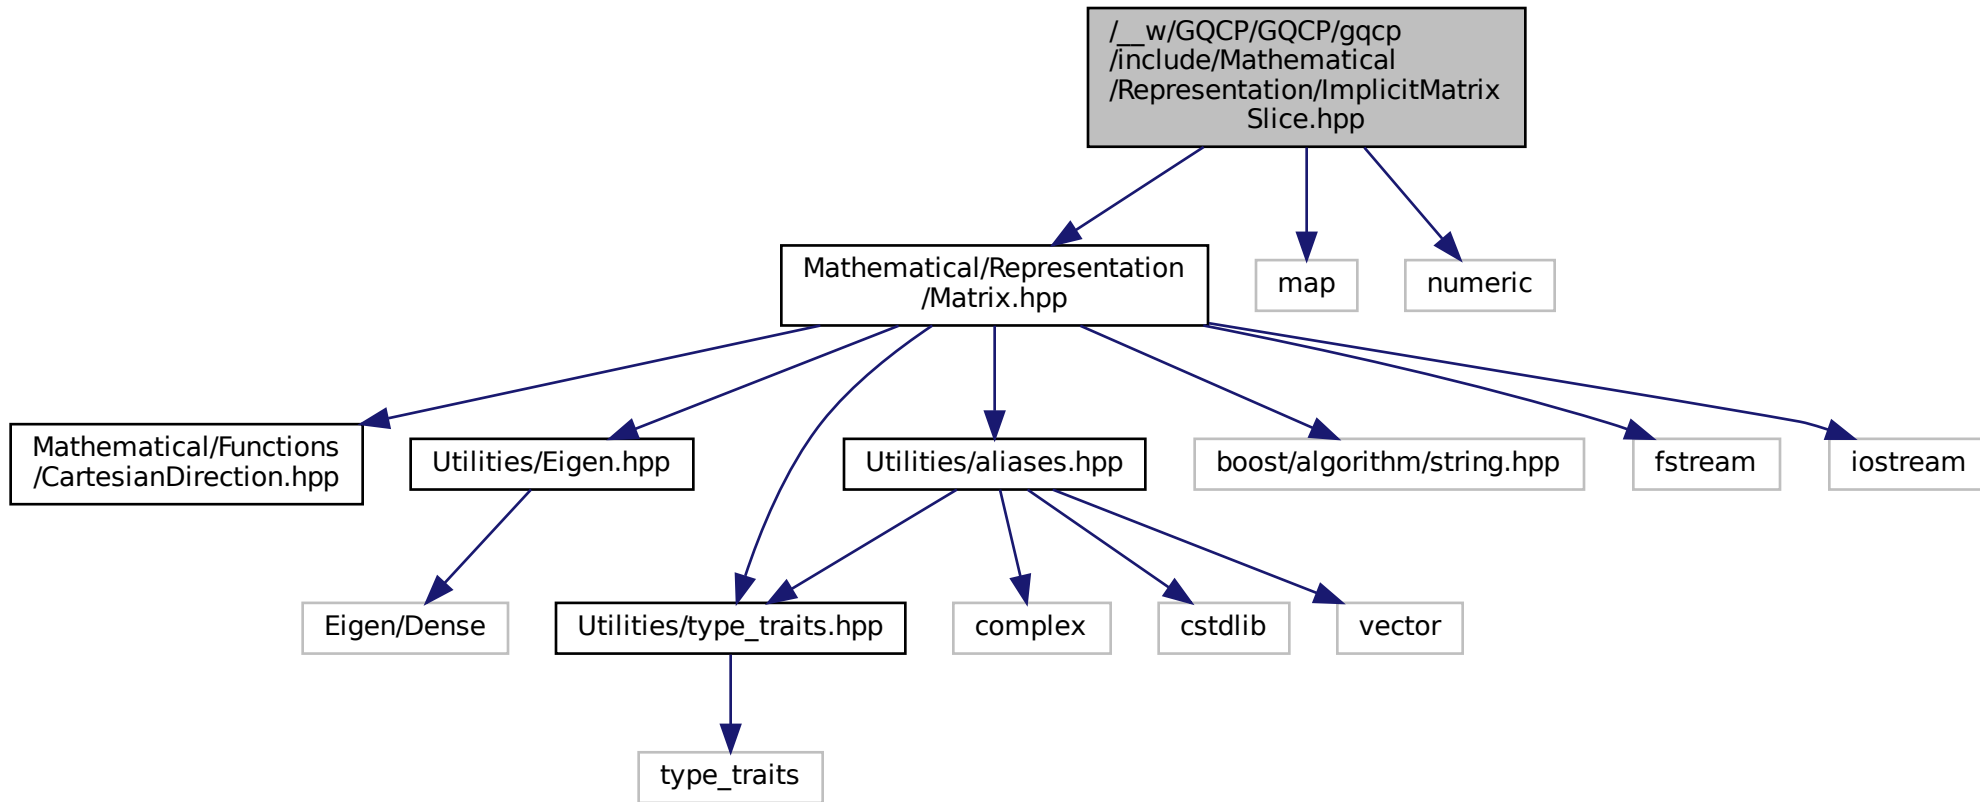 /__w/GQCP/GQCP/gqcp
/include/Mathematical
/Representation/ImplicitMatrix
Slice.hpp
Mathematical/Representation
/Matrix.hpp
map
numeric
Mathematical/Functions
/CartesianDirection.hpp
Utilities/Eigen.hpp
Utilities/aliases.hpp
boost/algorithm/string.hpp
fstream
iostream
Eigen/Dense
Utilities/type_traits.hpp
complex
cstdlib
vector
type_traits